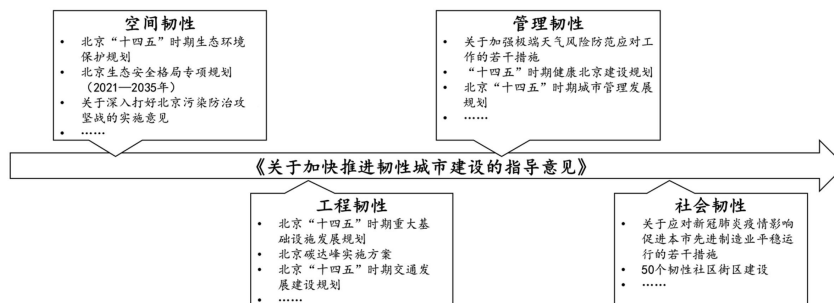 空间韧性
• 北京“十四五”时期生态环境
保护规划
• 北京生态安全格局专项规划
（2021—2035年）
• 关于深入打好北京污染防治攻
坚战的实施意见
• ……
管理韧性
• 关于加强极端天气风险防范应对工
作的若干措施
• “十四五”时期健康北京建设规划
• 北京“十四五”时期城市管理发展
规划
• ……
《关于加快推进韧性城市建设的指导意见》
工程韧性
• 北京“十四五”时期重大基
础设施发展规划
• 北京碳达峰实施方案
• 北京“十四五”时期交通发
展建设规划
• ……
社会韧性
• 关于应对新冠肺炎疫情影响
促进本市先进制造业平稳运
行的若干措施
• 50个韧性社区街区建设
• ……